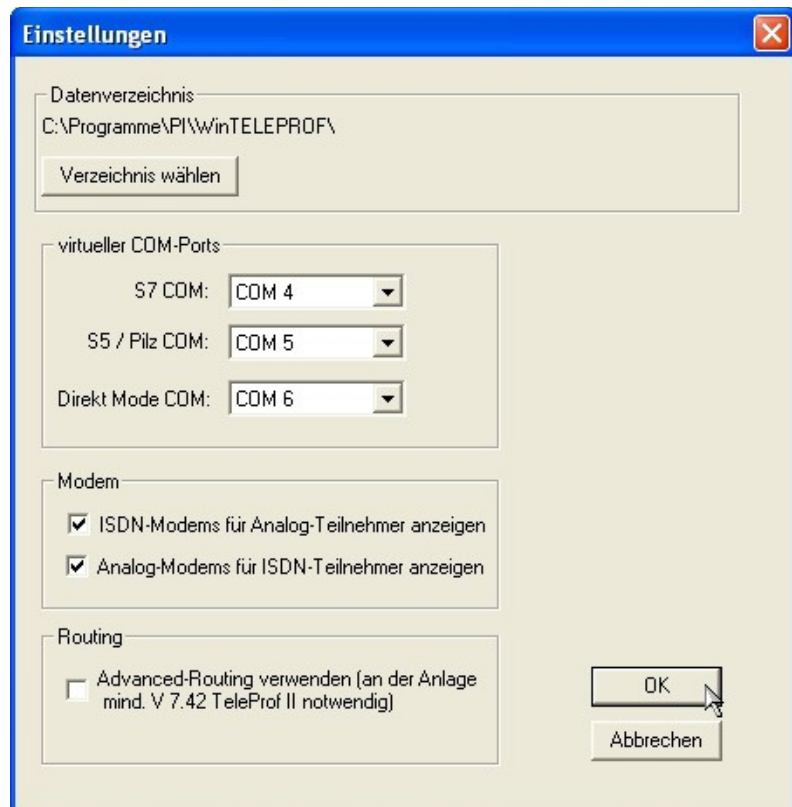 Einstellungen
Datenverzeichnis
C:\Programme\PI\WinTELEPROF\
Verzeichnis wählen
virtueller COM-Ports
S7 COM: COM 4
S5 / Pilz COM: COM 5
Direkt Mode COM: COM 6
Modem
ISDN-Modems für Analog-Teilnehmer anzeigen
Analog-Modems für ISDN-Teilnehmer anzeigen
Routing
Advanced-Routing verwenden (an der Anlage
mind. V 7.42 TeleProf II notwendig)
OK
Abbrechen